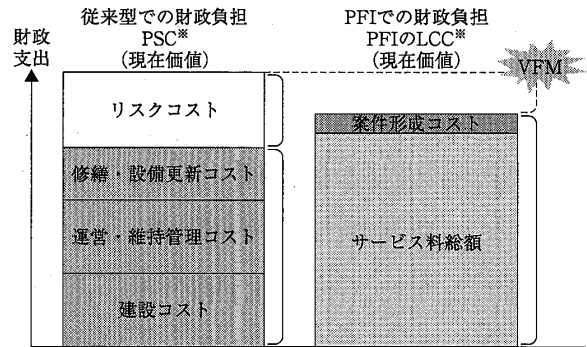 従来型での財政負担
PSC※
(現在価値)
PFIでの財政負担
PFIのLCC※
(現在価値)
財政
支出
VFM
リスクコスト
案件形成コスト
修繕・設備更新コスト
運営・維持管理コスト
サービス料総額
建設コスト